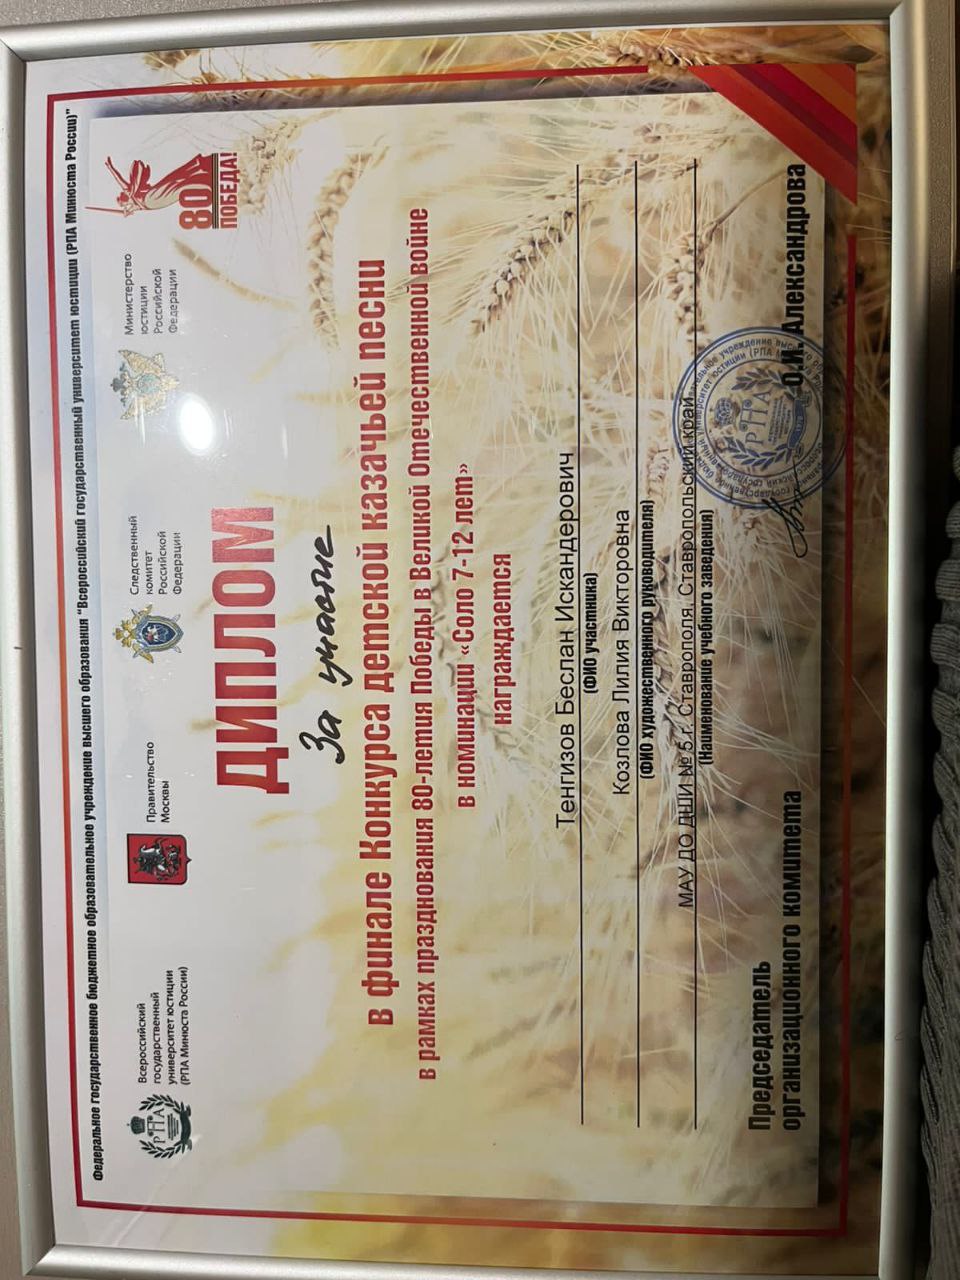 Федеральное государственное бюджетное образовательное учреждение высшего образования "Всероссийский государственный университет юстиции (РПА Минюста России)"
РПА
Всероссийский
государственный
университет юстиции
(РПА Минюста России)
Правительство
Москвы
Следственный
комитет
Российской
Федерации
Министерство
юстиции
Российской
Федерации
80
ПОБЕДА!
ДИПЛОМ
За участие
в финале Конкурса детской казачьей песни
в рамках празднования 80-летия Победы в Великой Отечественной войне
в номинации «Соло 7-12 лет»
награждается
Тенгизов Беслан Искандерович
(ФИО участника)
Козлова Лилия Викторовна
(ФИО художественного руководителя)
МАУ ДО ДШИ № 5 г. Ставрополя, Ставропольский край
(Наименование учебного заведения)
Председатель
организационного комитета
О.И. Александрова
РПА